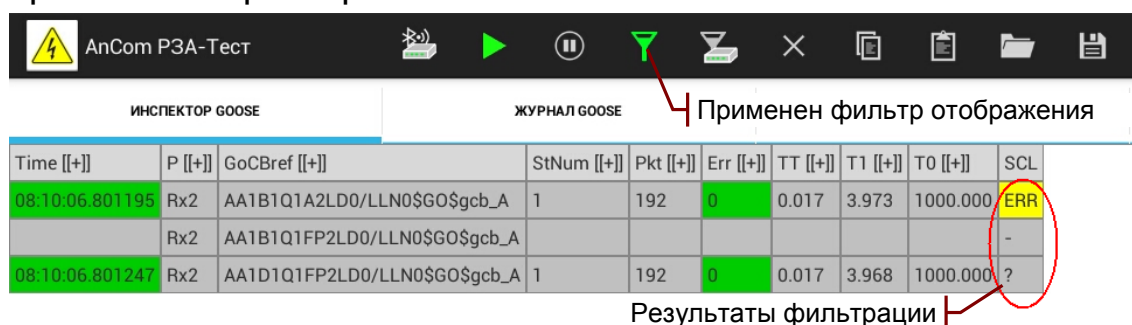 AnCom РЗА-Тест
Применен фильтр отображения
ИНСПЕКТОР GOOSE ЖУРНАЛ GOOSE
Time [[+]] P [[+]] GoCBref [[+]] StNum [[+]] Pkt [[+]] Err [[+]] TT [[+]] T1 [[+]] T0 [[+]] SCL
08:10:06.801195 Rx2 AA1B1Q1A2LD0/LLN0$GO$gcb_A 1 192 0 0.017 3.973 1000.000 ERR
Rx2 AA1B1Q1FP2LD0/LLN0$GO$gcb_A -
08:10:06.801247 Rx2 AA1D1Q1FP2LD0/LLN0$GO$gcb_A 1 192 0 0.017 3.968 1000.000 ?
Результаты фильтрации